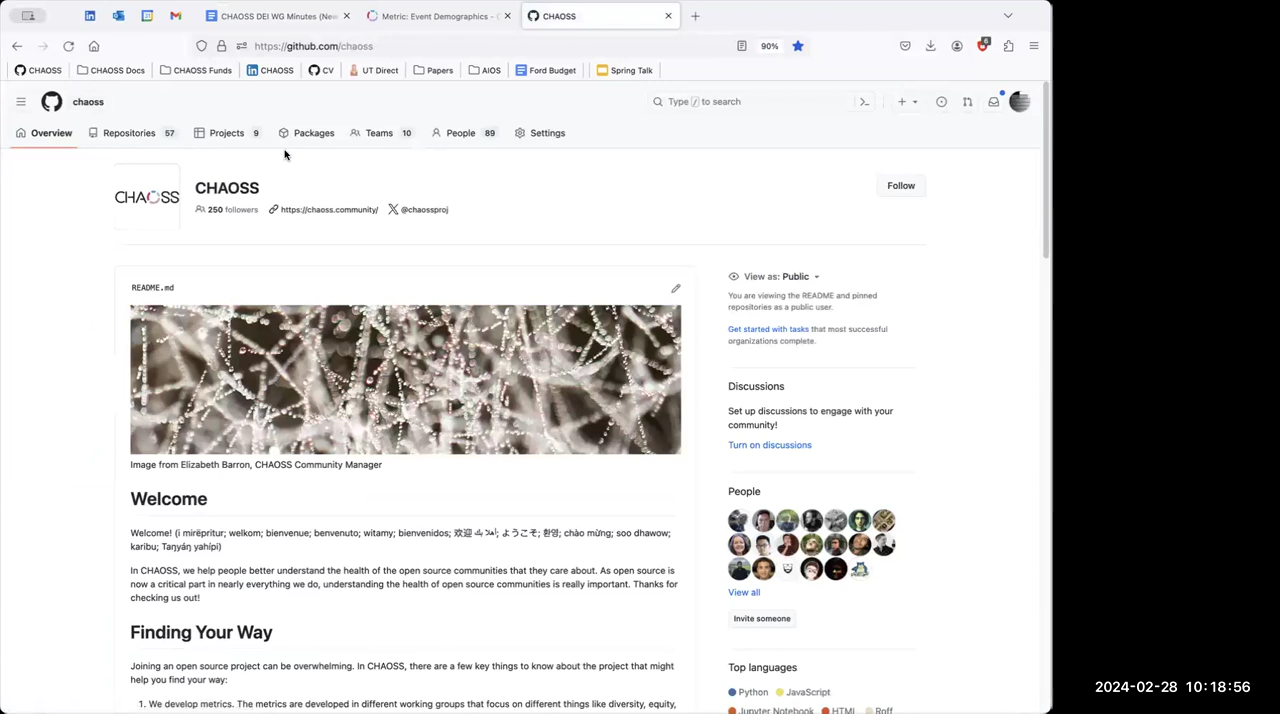 CHAOSS DEI WG Minutes (New
Metric: Event Demographics - C
CHAOSS
https://github.com/chaoss
90%
6
CHAOSS
CHAOSS Docs
CHAOSS Funds
CHAOSS
CV
UT Direct
Papers
AIOS
Ford Budget
Spring Talk
chaoss
Type / to search
Overview
Repositories 57
Projects 9
Packages
Teams 10
People 89
Settings
CHAOSS
CHAOSS
250 followers
https://chaoss.community/
@chaossproj
Follow
README.md
Image from Elizabeth Barron, CHAOSS Community Manager
Welcome
Welcome! (i mirëpritur; welkom; bienvenue; benvenuto; witamy; bienvenidos; 欢迎 ようこそ; 환영; chào mừng; soo dhawow;
karibu; Taŋyáŋ yahípi)
In CHAOSS, we help people better understand the health of the open source communities that they care about. As open source is
now a critical part in nearly everything we do, understanding the health of open source communities is really important. Thanks for
checking us out!
Finding Your Way
Joining an open source project can be overwhelming. In CHAOSS, there are a few key things to know about the project that might
help you find your way:
1. We develop metrics. The metrics are developed in different working groups that focus on different things like diversity, equity,
View as: Public
You are viewing the README and pinned
repositories as a public user.
Get started with tasks that most successful
organizations complete.
Discussions
Set up discussions to engage with your
community!
Turn on discussions
People
View all
Invite someone
Top languages
Python JavaScript
Jupyter Notebook HTML Roff
2024-02-28 10:18:56